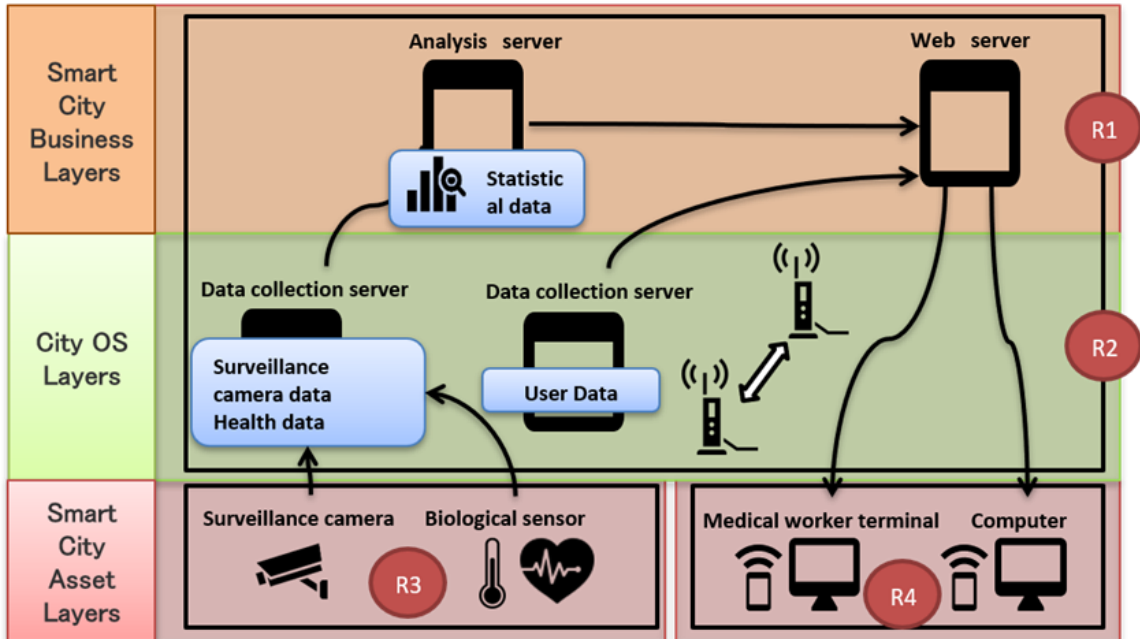 Smart
City
Business
Layers
Analysis server
Web server
R1
Statistic
al data
City OS
Layers
Data collection server
Data collection server
R2
Surveillance
camera data
Health data
User Data
Smart
City
Asset
Layers
Surveillance camera
Biological sensor
R3
Medical worker terminal
Computer
R4